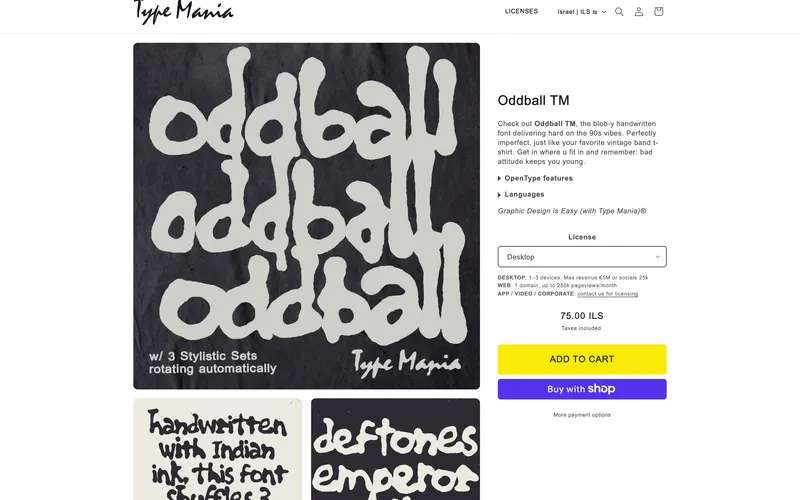 Type Mania
LICENSES
Israel | ILS ₪
oddball
oddball
oddball
w/ 3 Stylistic Sets
rotating automatically
Type Mania
handwritten
with Indian
ink, this font
shuffles 3
deftones
emperor
Oddball TM
Check out Oddball TM, the blob-y handwritten
font delivering hard on the 90s vibes. Perfectly
imperfect, just like your favorite vintage band t-
shirt. Get in where u fit in and remember: bad
attitude keeps you young.
OpenType features
Languages
Graphic Design is Easy (with Type Mania)®
License
Desktop
DESKTOP: 1–3 devices. Max revenue €5M or socials 25k
WEB: 1 domain, up to 250k pageviews/month
APP / VIDEO / CORPORATE: contact us for licensing
75.00 ILS
Taxes included.
ADD TO CART
Buy with shop
More payment options